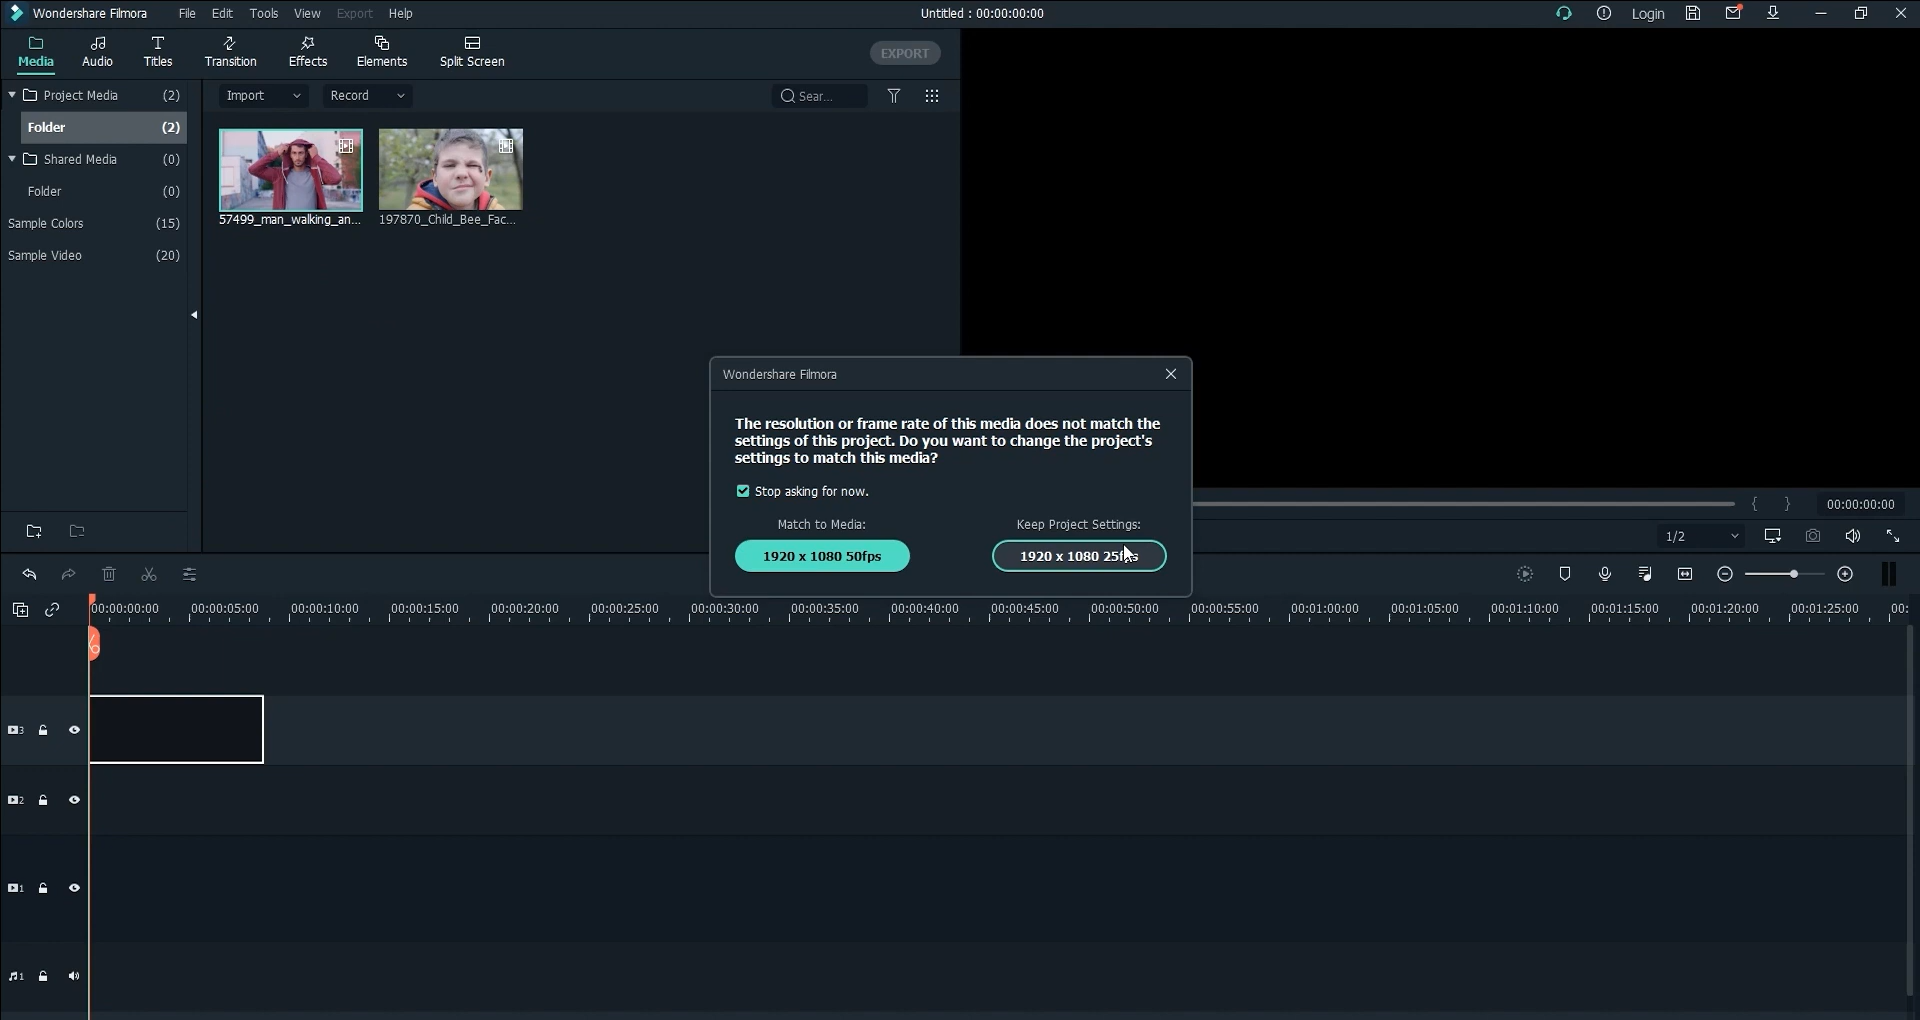 Wondershare Filmora File Edit Tools View Export Help Untitled : 00:00:00:00 Login
Media Audio Titles Transition Effects Elements Split Screen EXPORT
Project Media (2)
Folder (2)
Shared Media (0)
Folder (0)
Sample Colors (15)
Sample Video (20)
Import Record Sear...
57499_man_walking_an... 197870_Child_Bee_Fac...
Wondershare Filmora
The resolution or frame rate of this media does not match the
settings of this project. Do you want to change the project's
settings to match this media?
Stop asking for now.
Match to Media: Keep Project Settings:
1920 x 1080 50fps 1920 x 1080 25fps
{ } 00:00:00:00
1/2
00:00:00:00 00:00:05:00 00:00:10:00 00:00:15:00 00:00:20:00 00:00:25:00 00:00:30:00 00:00:35:00 00:00:40:00 00:00:45:00 00:00:50:00 00:00:55:00 00:01:00:00 00:01:05:00 00:01:10:00 00:01:15:00 00:01:20:00 00:01:25:00 00:
3
2
1
1